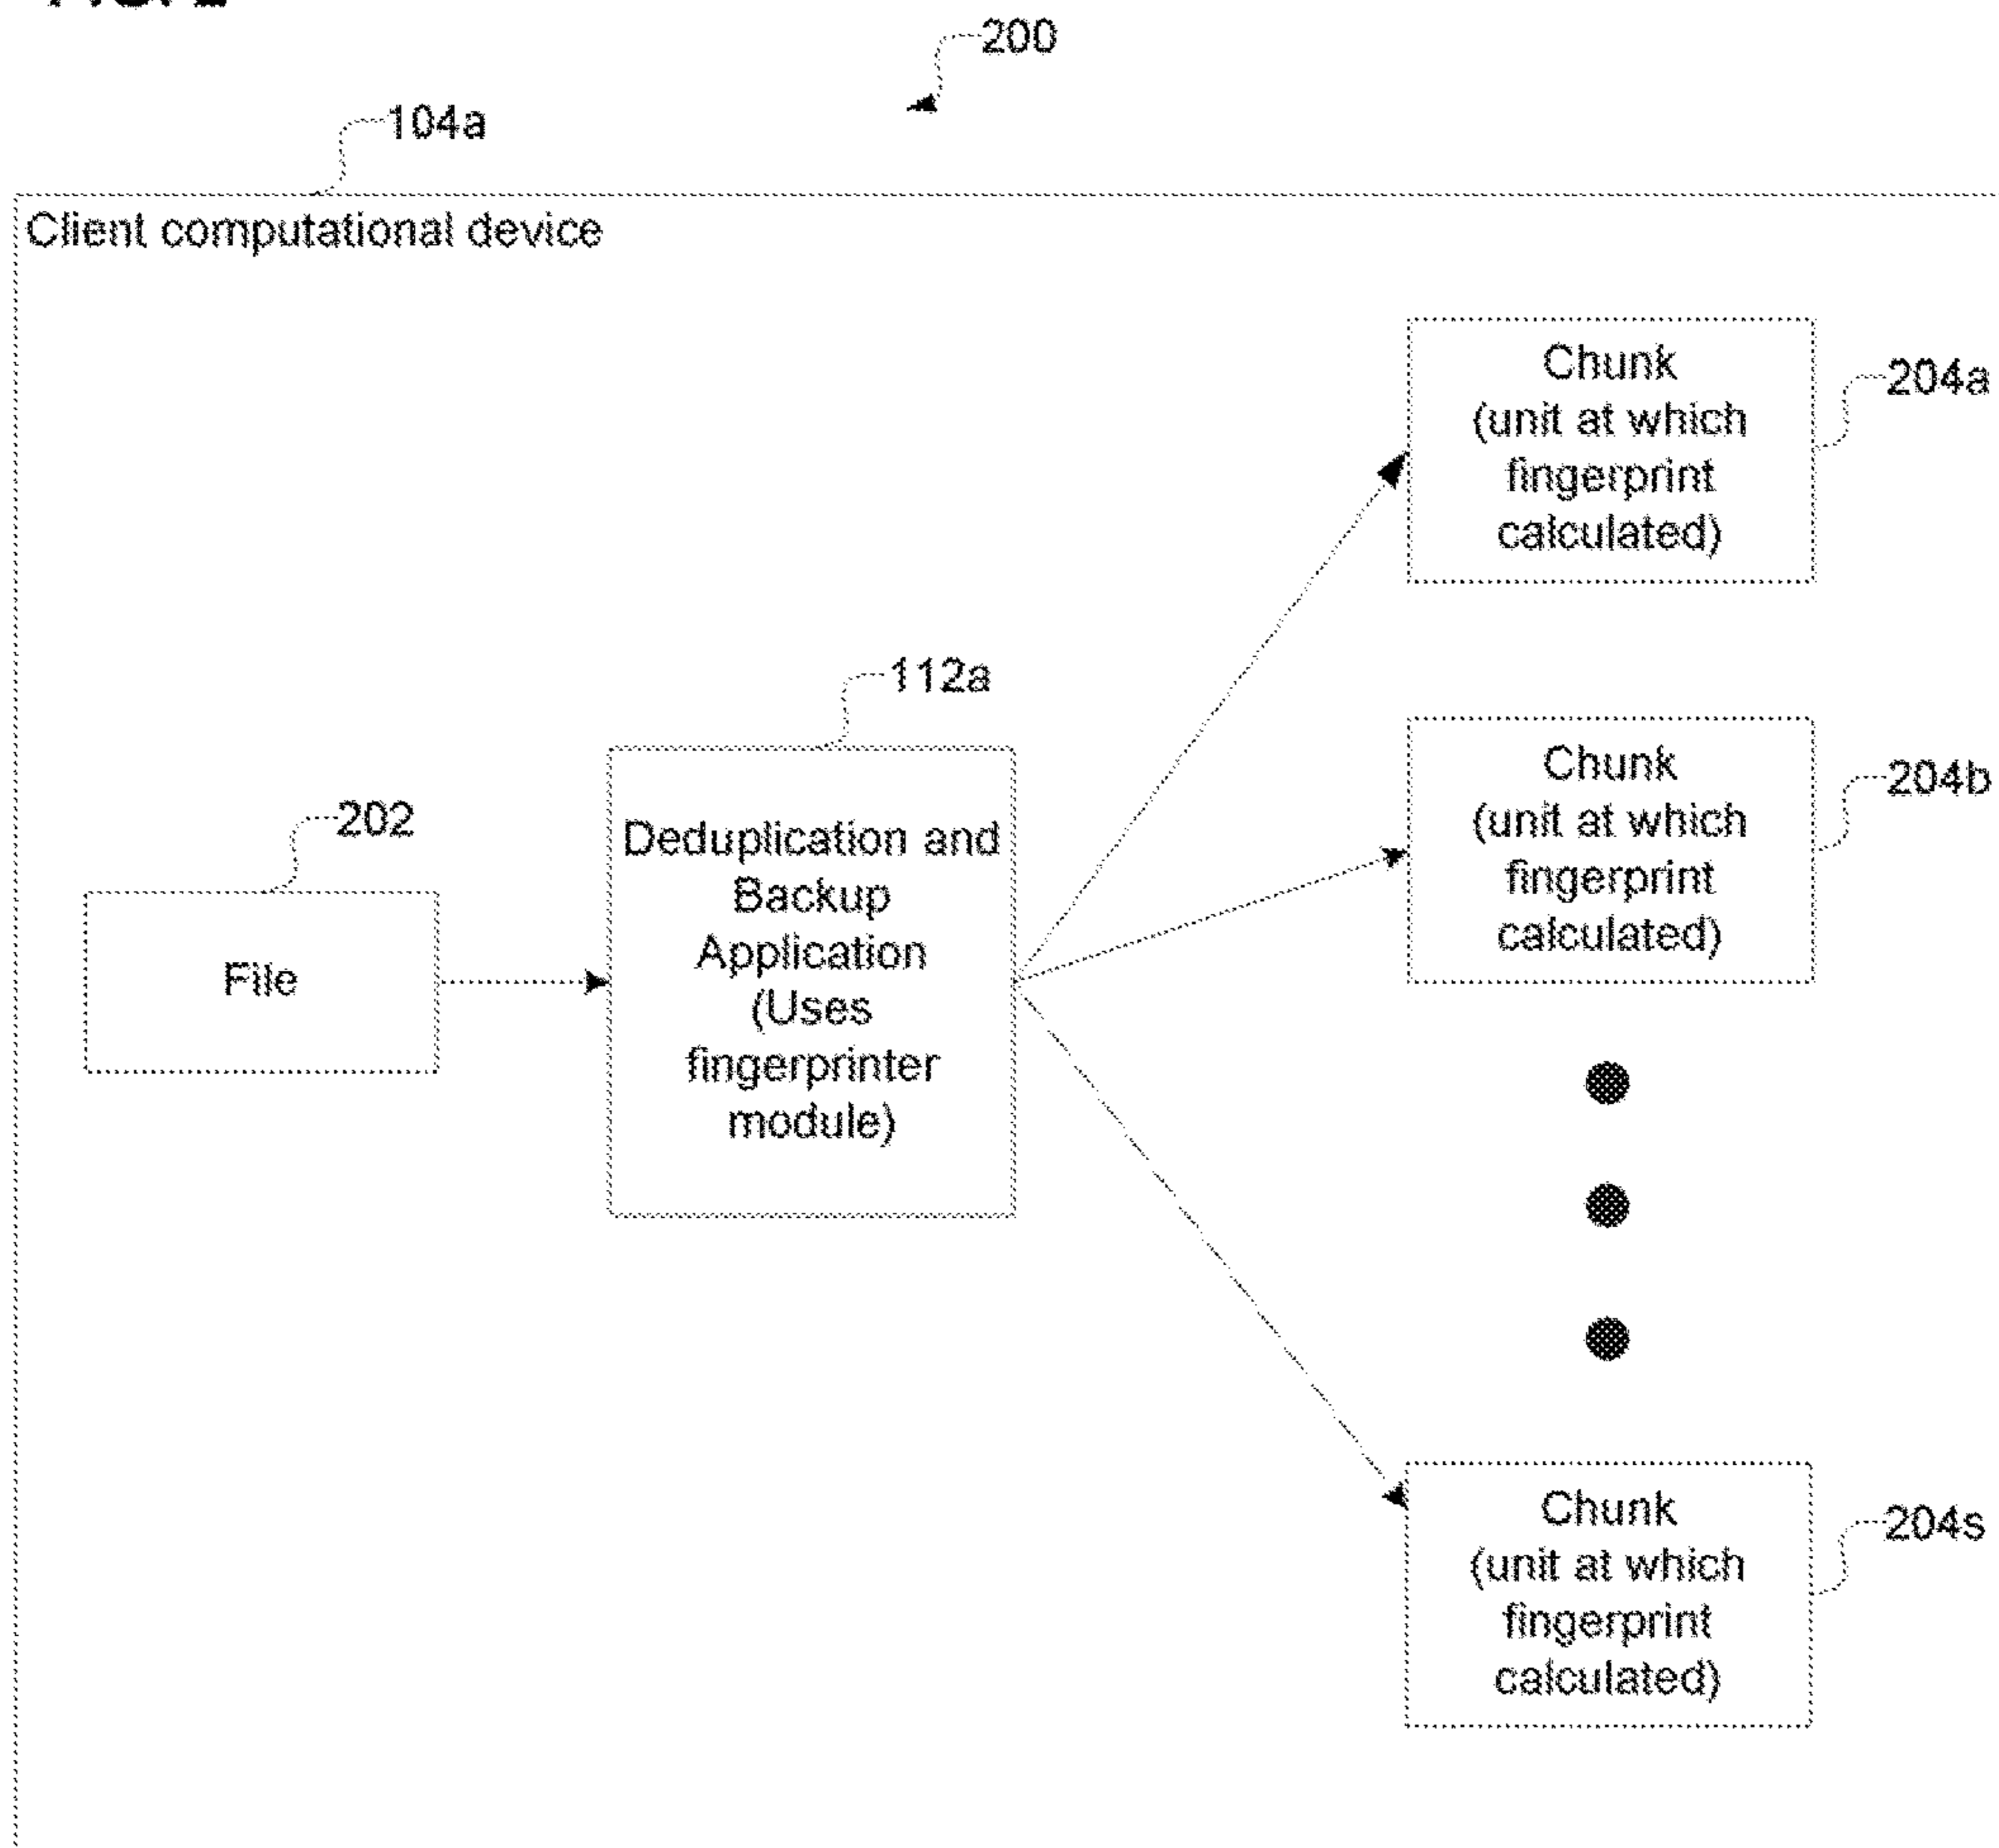 200
104a
Client computational device
Chunk
(unit at which
fingerprint
calculated)
204a
112a
Chunk
(unit at which
fingerprint
calculated)
204b
202
Deduplication and
Backup
Application
(Uses
fingerprinter
module)
File
Chunk
(unit at which
fingerprint
calculated)
204s